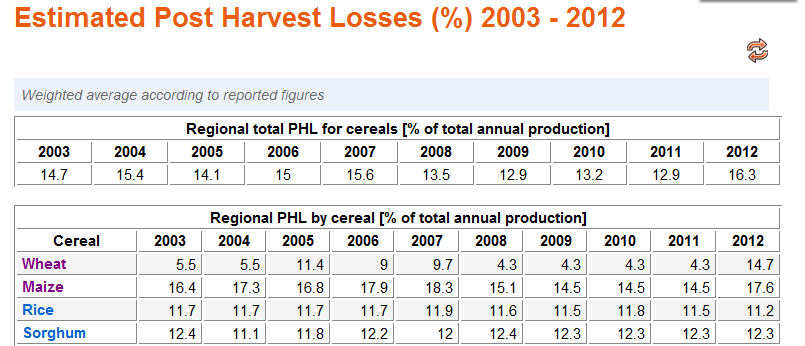 Estimated Post Harvest Losses (%) 2003 - 2012
Weighted average according to reported figures
Regional total PHL for cereals [% of total annual production]
2003 2004 2005 2006 2007 2008 2009 2010 2011 2012
14.7 15.4 14.1 15 15.6 13.5 12.9 13.2 12.9 16.3
Regional PHL by cereal [% of total annual production]
Cereal 2003 2004 2005 2006 2007 2008 2009 2010 2011 2012
Wheat 5.5 5.5 11.4 9 9.7 4.3 4.3 4.3 4.3 14.7
Maize 16.4 17.3 16.8 17.9 18.3 15.1 14.5 14.5 14.5 17.6
Rice 11.7 11.7 11.7 11.7 11.9 11.6 11.5 11.8 11.5 11.2
Sorghum 12.4 11.1 11.8 12.2 12 12.4 12.3 12.3 12.3 12.3